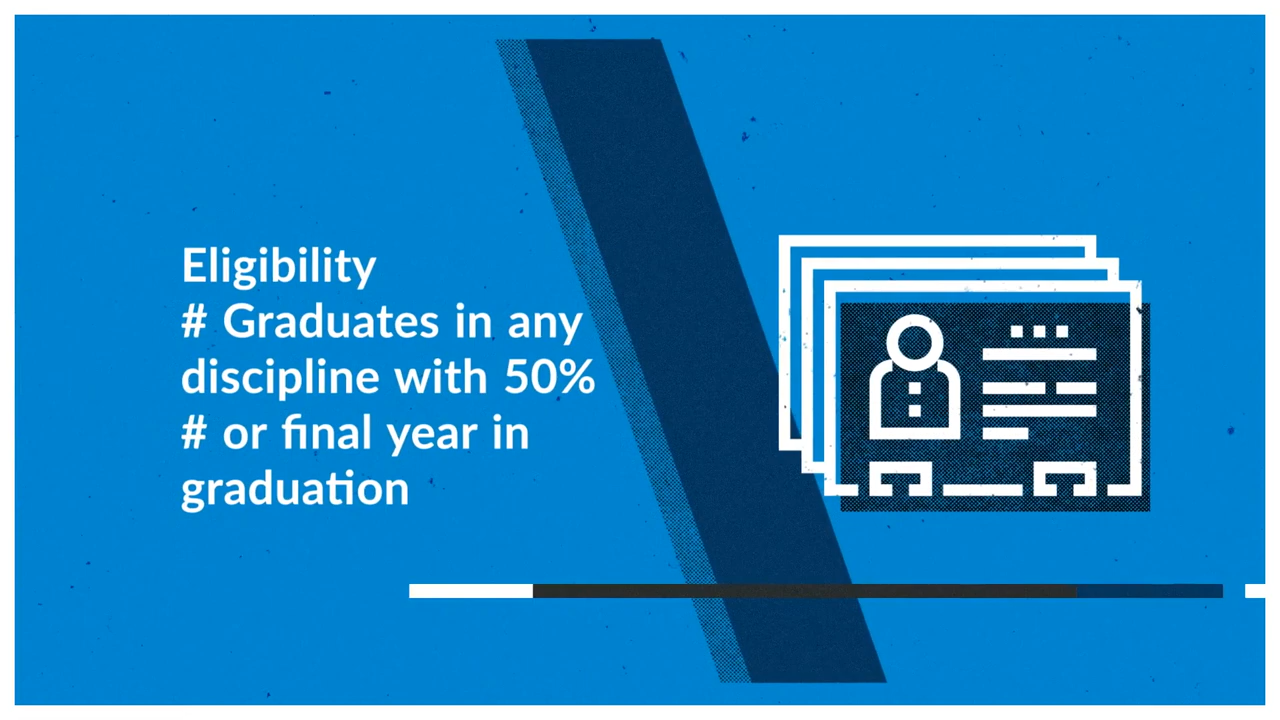 Eligibility
# Graduates in any
discipline with 50%
# or final year in
graduation